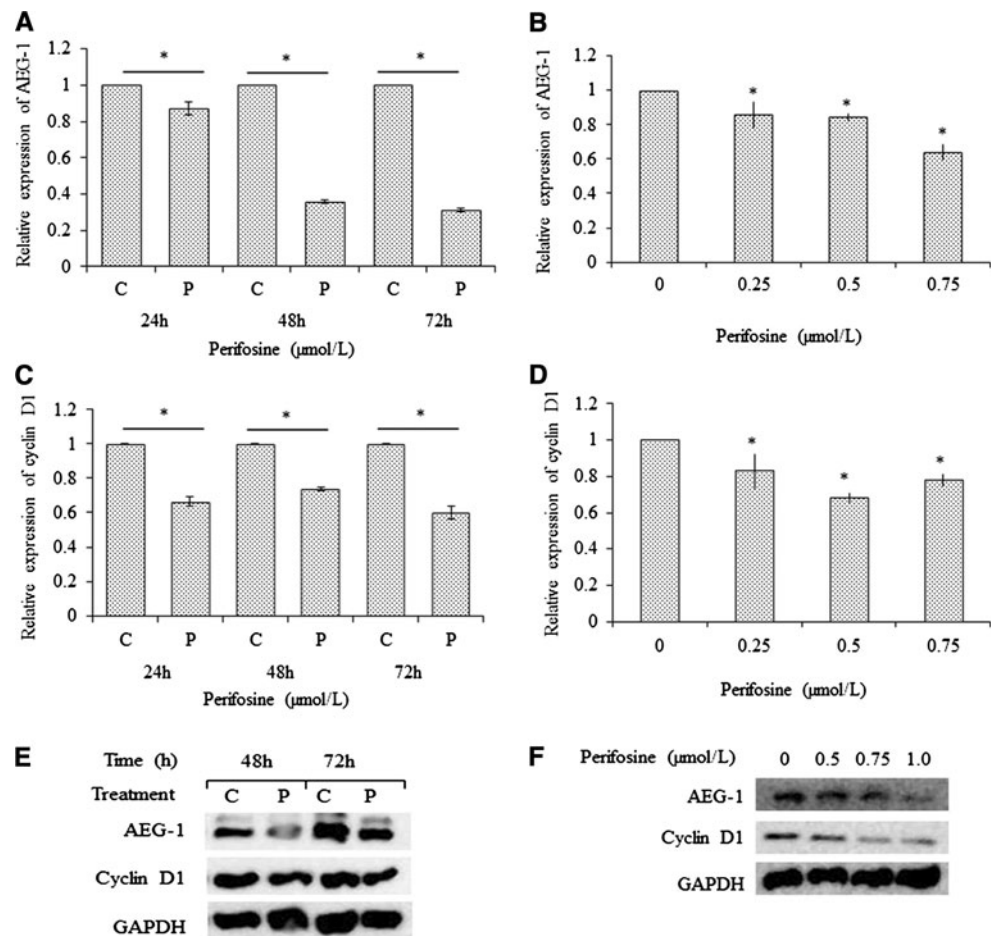 A
Relative expression of AEG-1
1.2
1
0.8
0.6
0.4
0.2
0
* * *
C P C P C P
24h 48h 72h
Perifosine (µmol/L)
B
Relative expression of AEG-1
1.2
1
0.8
0.6
0.4
0.2
0
* * *
0 0.25 0.5 0.75
Perifosine (µmol/L)
C
Relative expression of cyclin D1
1.2
1
0.8
0.6
0.4
0.2
0
* * *
C P C P C P
24h 48h 72h
Perifosine (µmol/L)
D
Relative expression of cyclin D1
1.2
1
0.8
0.6
0.4
0.2
0
* * *
0 0.25 0.5 0.75
Perifosine (µmol/L)
E
Time (h) 48h 72h
Treatment C P C P
AEG-1
Cyclin D1
GAPDH
F
Perifosine (µmol/L) 0 0.5 0.75 1.0
AEG-1
Cyclin D1
GAPDH